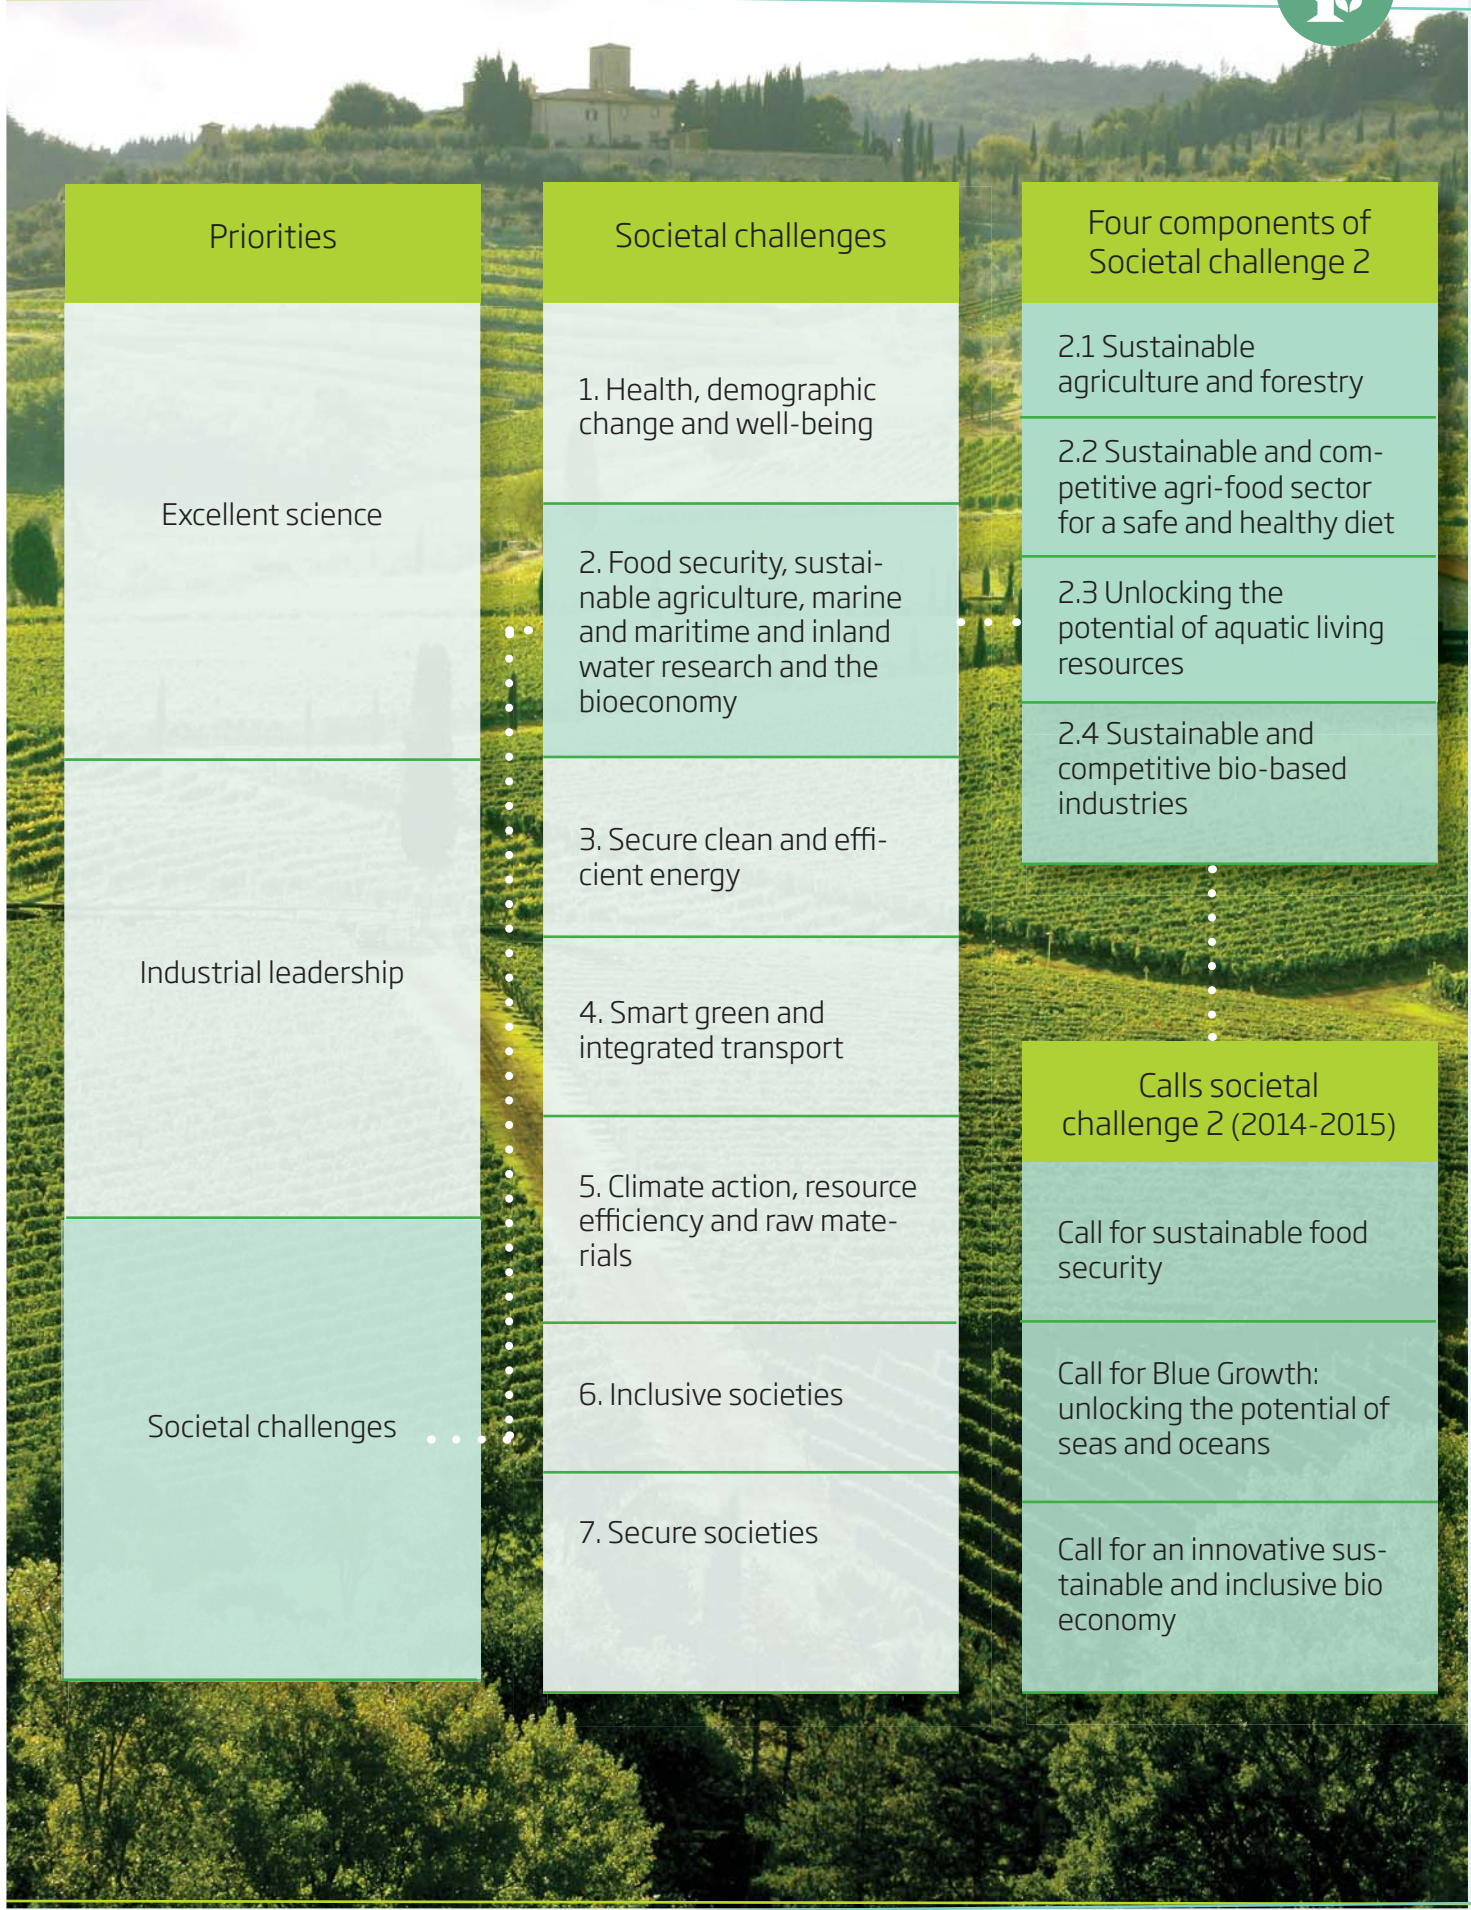 Priorities
Excellent science
Industrial leadership
Societal challenges
Societal challenges
1. Health, demographic
change and well-being
2. Food security, sustai-
nable agriculture, marine
and maritime and inland
water research and the
bioeconomy
3. Secure clean and effi-
cient energy
4. Smart green and
integrated transport
5. Climate action, resource
efficiency and raw mate-
rials
6. Inclusive societies
7. Secure societies
Four components of
Societal challenge 2
2.1 Sustainable
agriculture and forestry
2.2 Sustainable and com-
petitive agri-food sector
for a safe and healthy diet
2.3 Unlocking the
potential of aquatic living
resources
2.4 Sustainable and
competitive bio-based
industries
Calls societal
challenge 2 (2014-2015)
Call for sustainable food
security
Call for Blue Growth:
unlocking the potential of
seas and oceans
Call for an innovative sus-
tainable and inclusive bio
economy